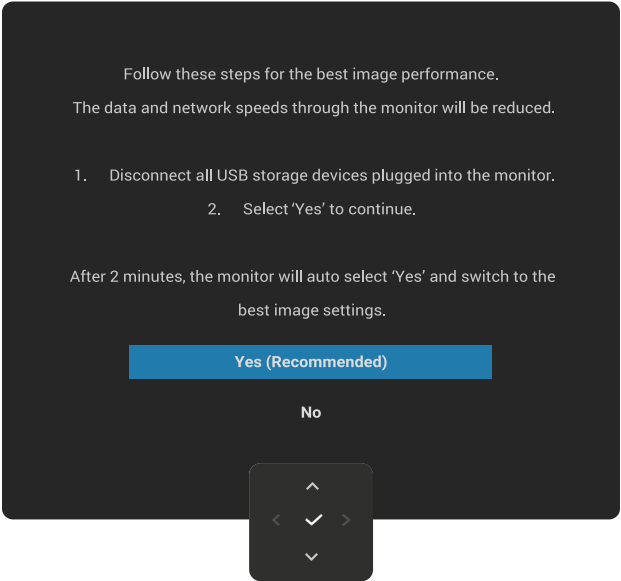 Follow these steps for the best image performance.
The data and network speeds through the monitor will be reduced.
1. Disconnect all USB storage devices plugged into the monitor.
2. Select ‘Yes’ to continue.
After 2 minutes, the monitor will auto select ‘Yes’ and switch to the
best image settings.
Yes (Recommended)
No